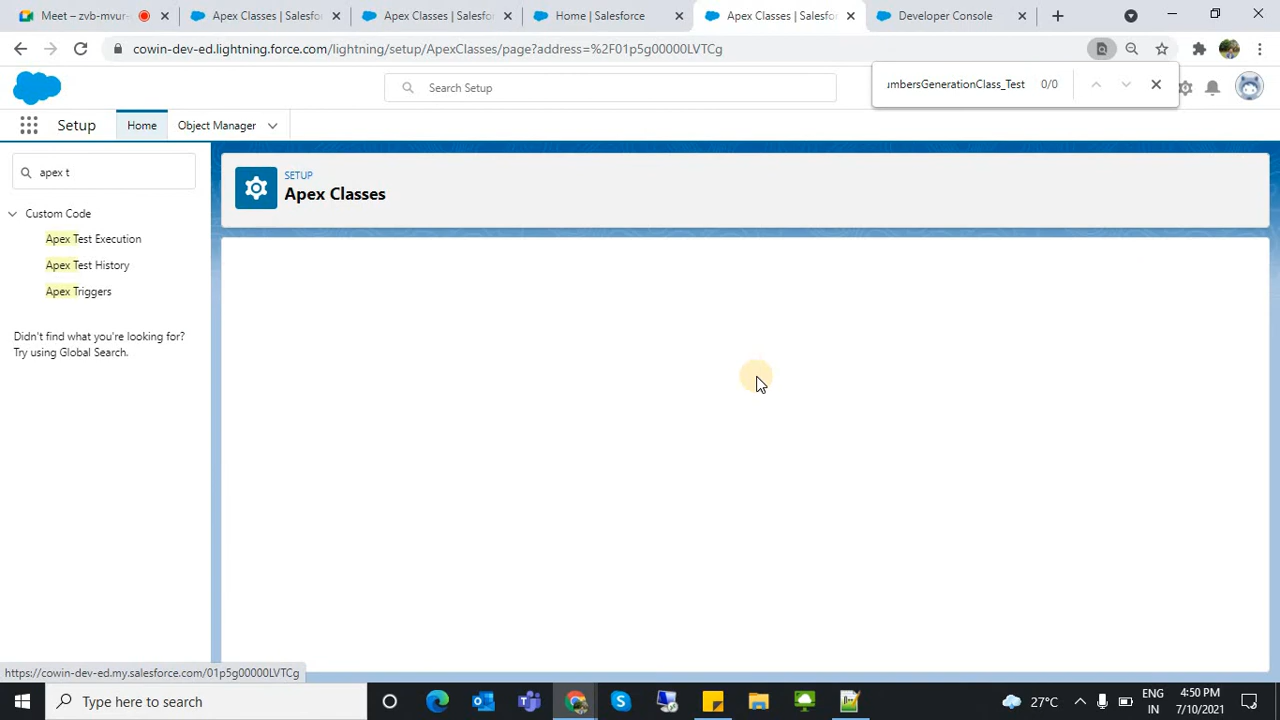 Meet – zvb-mvur-
Apex Classes | Salesf
Apex Classes | Salesfo
Home | Salesforce
Apex Classes | Salesfo
Developer Console
cowin-dev-ed.lightning.force.com/lightning/setup/ApexClasses/page?address=%2F01p5g00000LVTCg
umbersGenerationClass_Test 0/0
Search Setup
Setup
Home
Object Manager
apex t
Custom Code
Apex Test Execution
Apex Test History
Apex Triggers
Didn't find what you're looking for?
Try using Global Search.
SETUP
Apex Classes
https://cowin-dev-ed.my.salesforce.com/01p5g00000LVTCg
Type here to search
27°C
ENG
IN
4:50 PM
7/10/2021